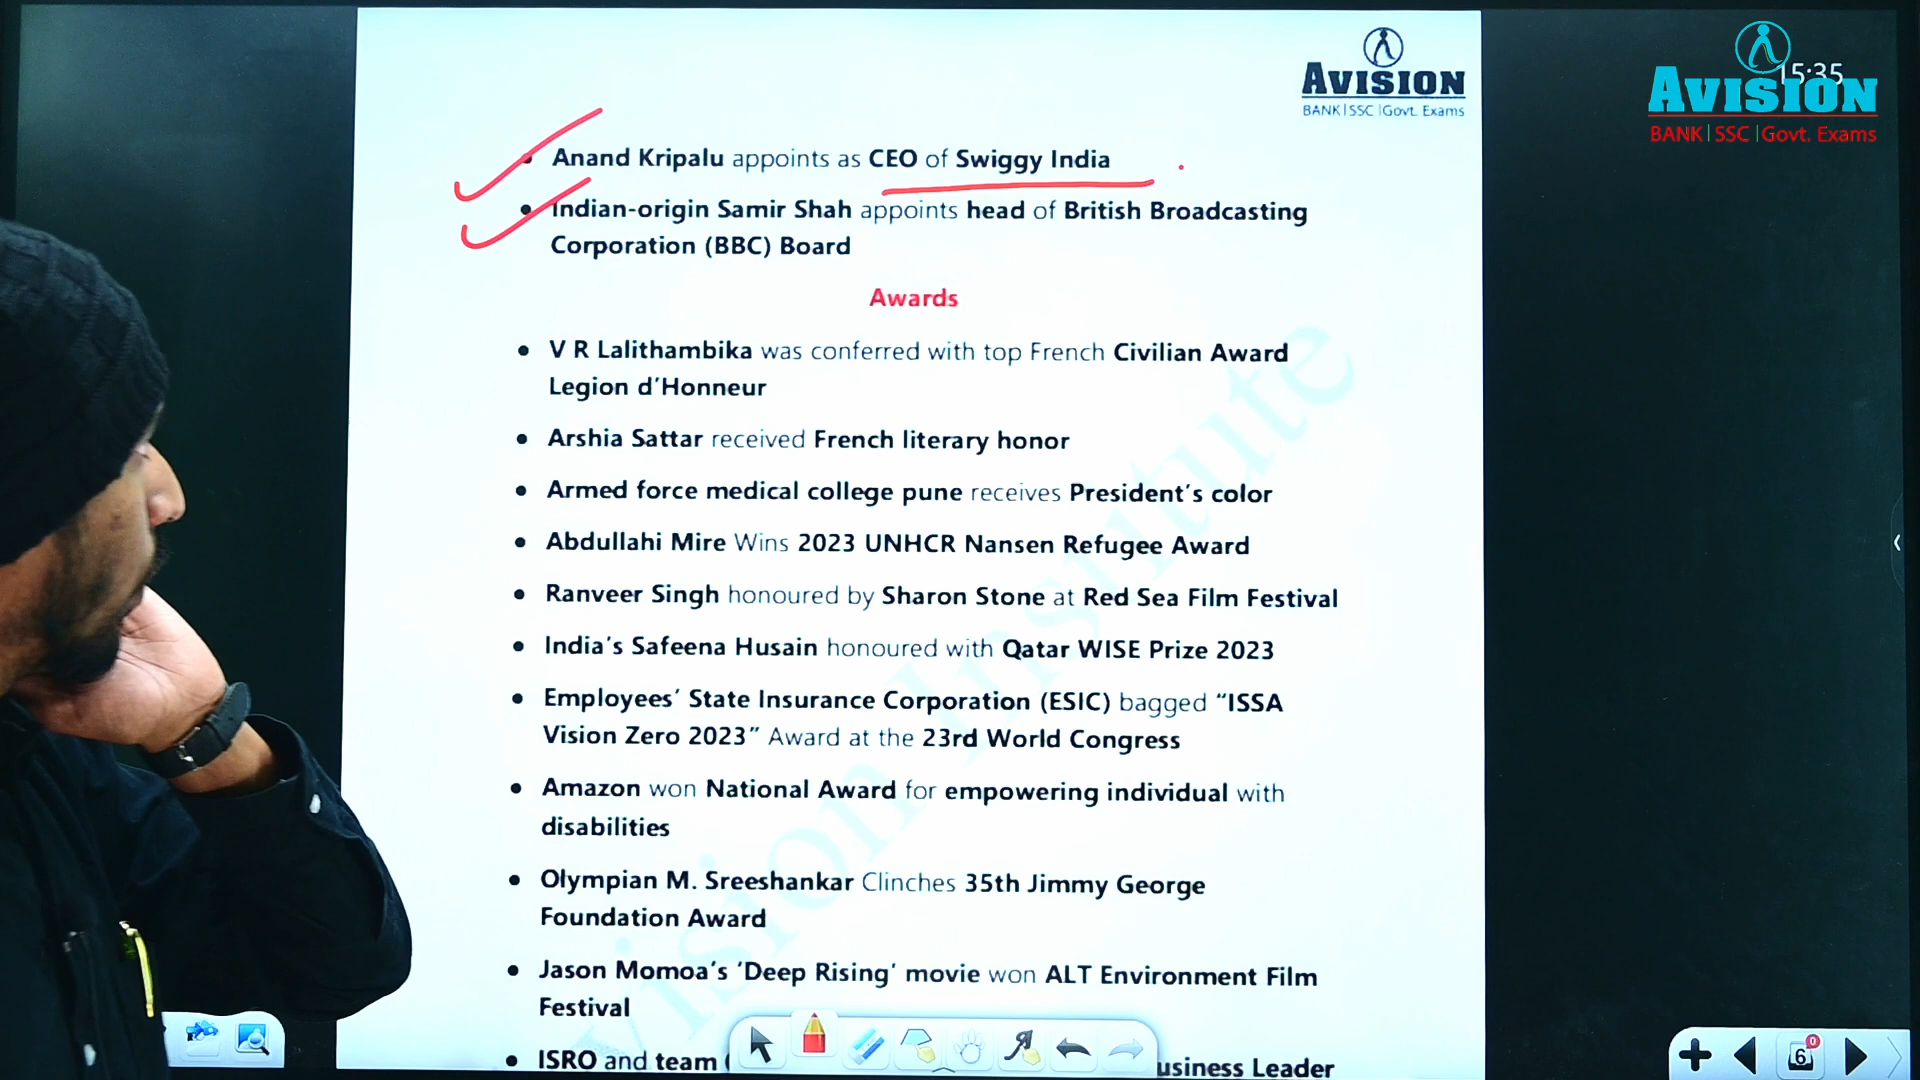 AVISION
BANK|SSC|Govt. Exams
15:35
AVISION
BANK|SSC|Govt. Exams
• Anand Kripalu appoints as CEO of Swiggy India
• Indian-origin Samir Shah appoints head of British Broadcasting
Corporation (BBC) Board
Awards
• V R Lalithambika was conferred with top French Civilian Award
Legion d'Honneur
• Arshia Sattar received French literary honor
• Armed force medical college pune receives President's color
• Abdullahi Mire Wins 2023 UNHCR Nansen Refugee Award
• Ranveer Singh honoured by Sharon Stone at Red Sea Film Festival
• India's Safeena Husain honoured with Qatar WISE Prize 2023
• Employees' State Insurance Corporation (ESIC) bagged "ISSA
Vision Zero 2023" Award at the 23rd World Congress
• Amazon won National Award for empowering individual with
disabilities
• Olympian M. Sreeshankar Clinches 35th Jimmy George
Foundation Award
• Jason Momoa's 'Deep Rising' movie won ALT Environment Film
Festival
• ISRO and team usiness Leader
Vision Institute
6
0